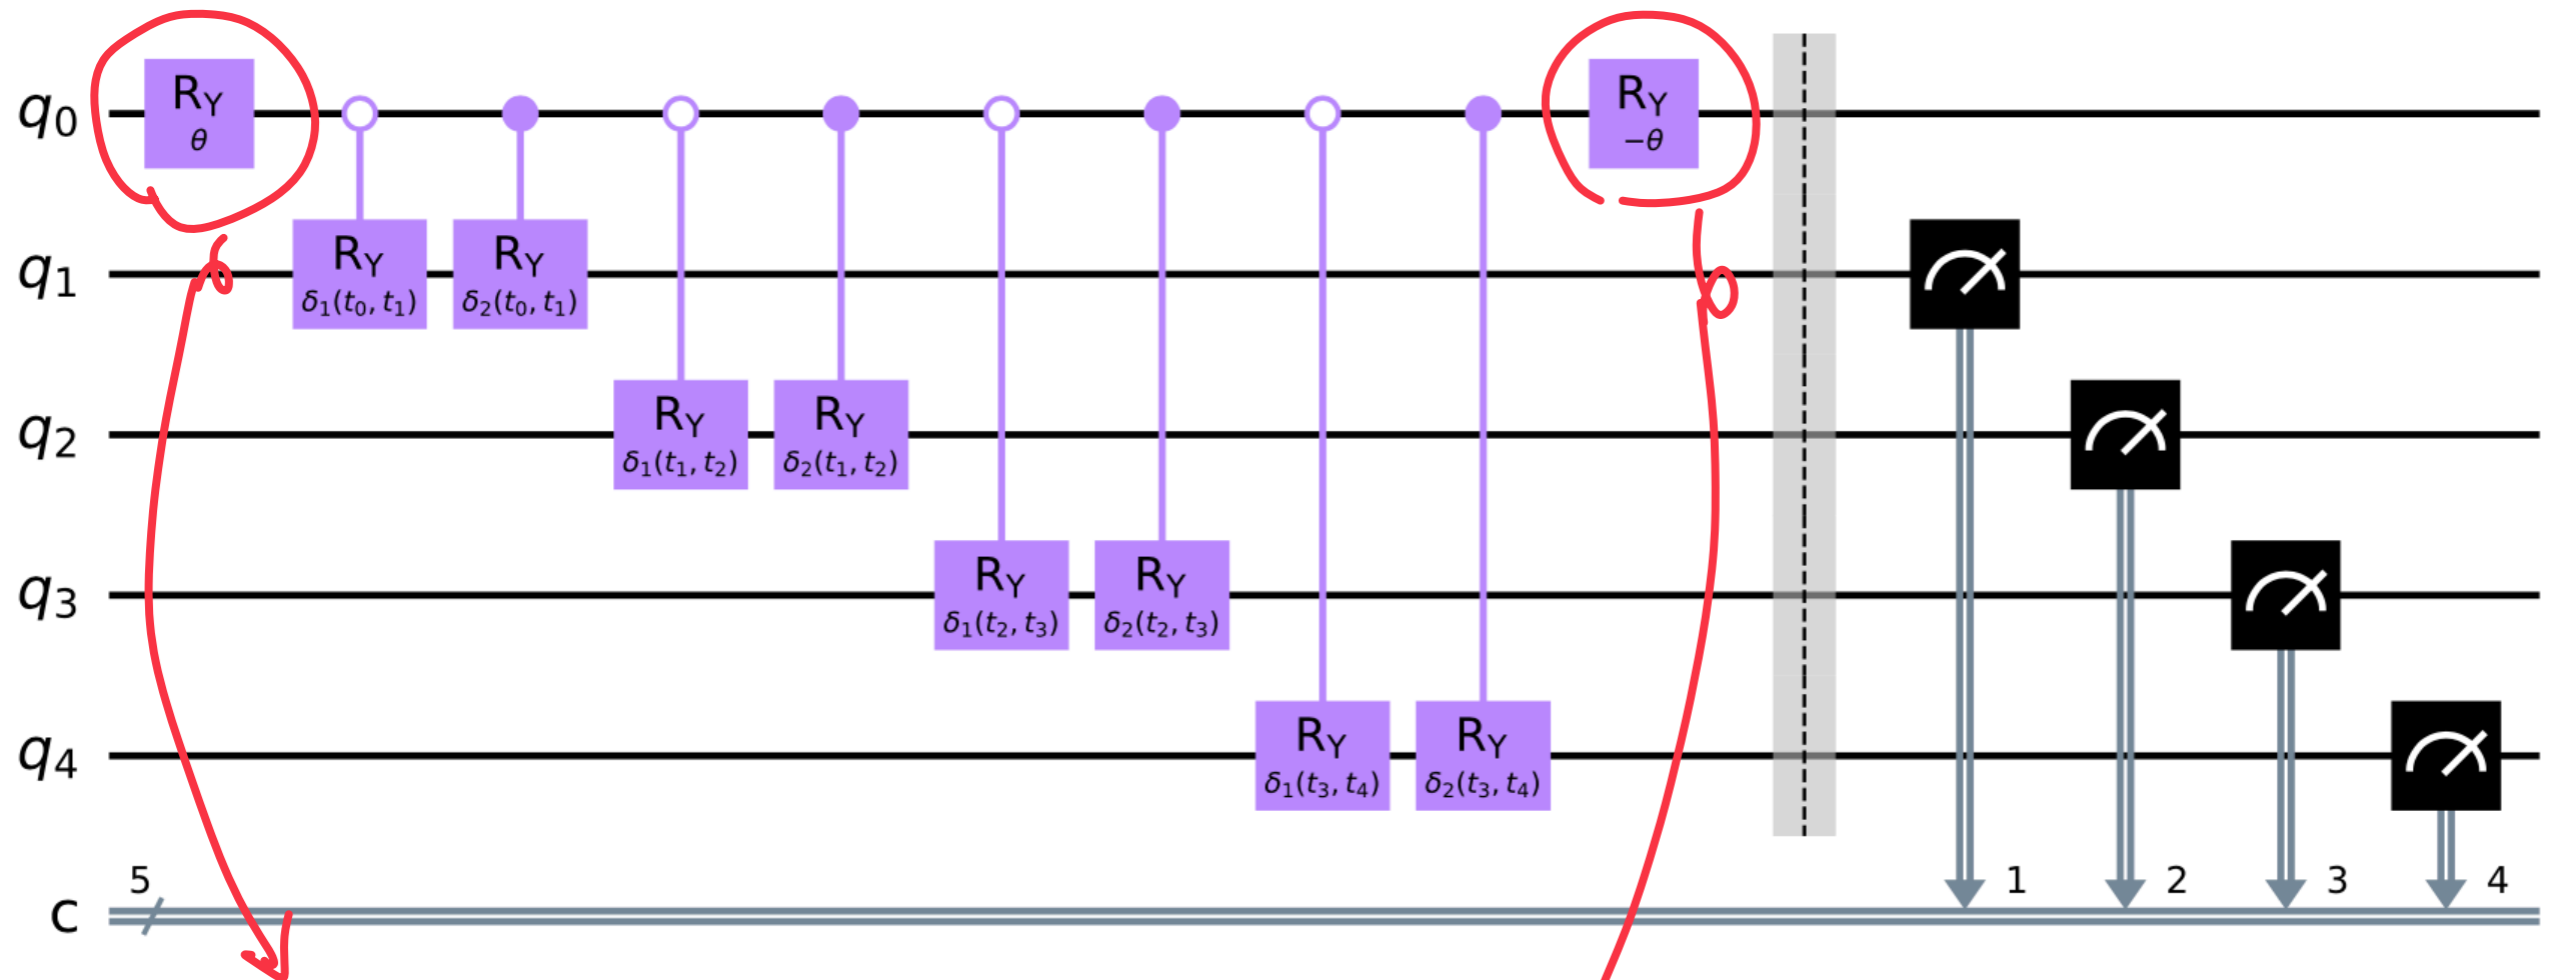 q0 RY θ RY −θ
q1 RY δ1(t0, t1) RY δ2(t0, t1)
q2 RY δ1(t1, t2) RY δ2(t1, t2)
q3 RY δ1(t2, t3) RY δ2(t2, t3)
q4 RY δ1(t3, t4) RY δ2(t3, t4)
c 5 1 2 3 4